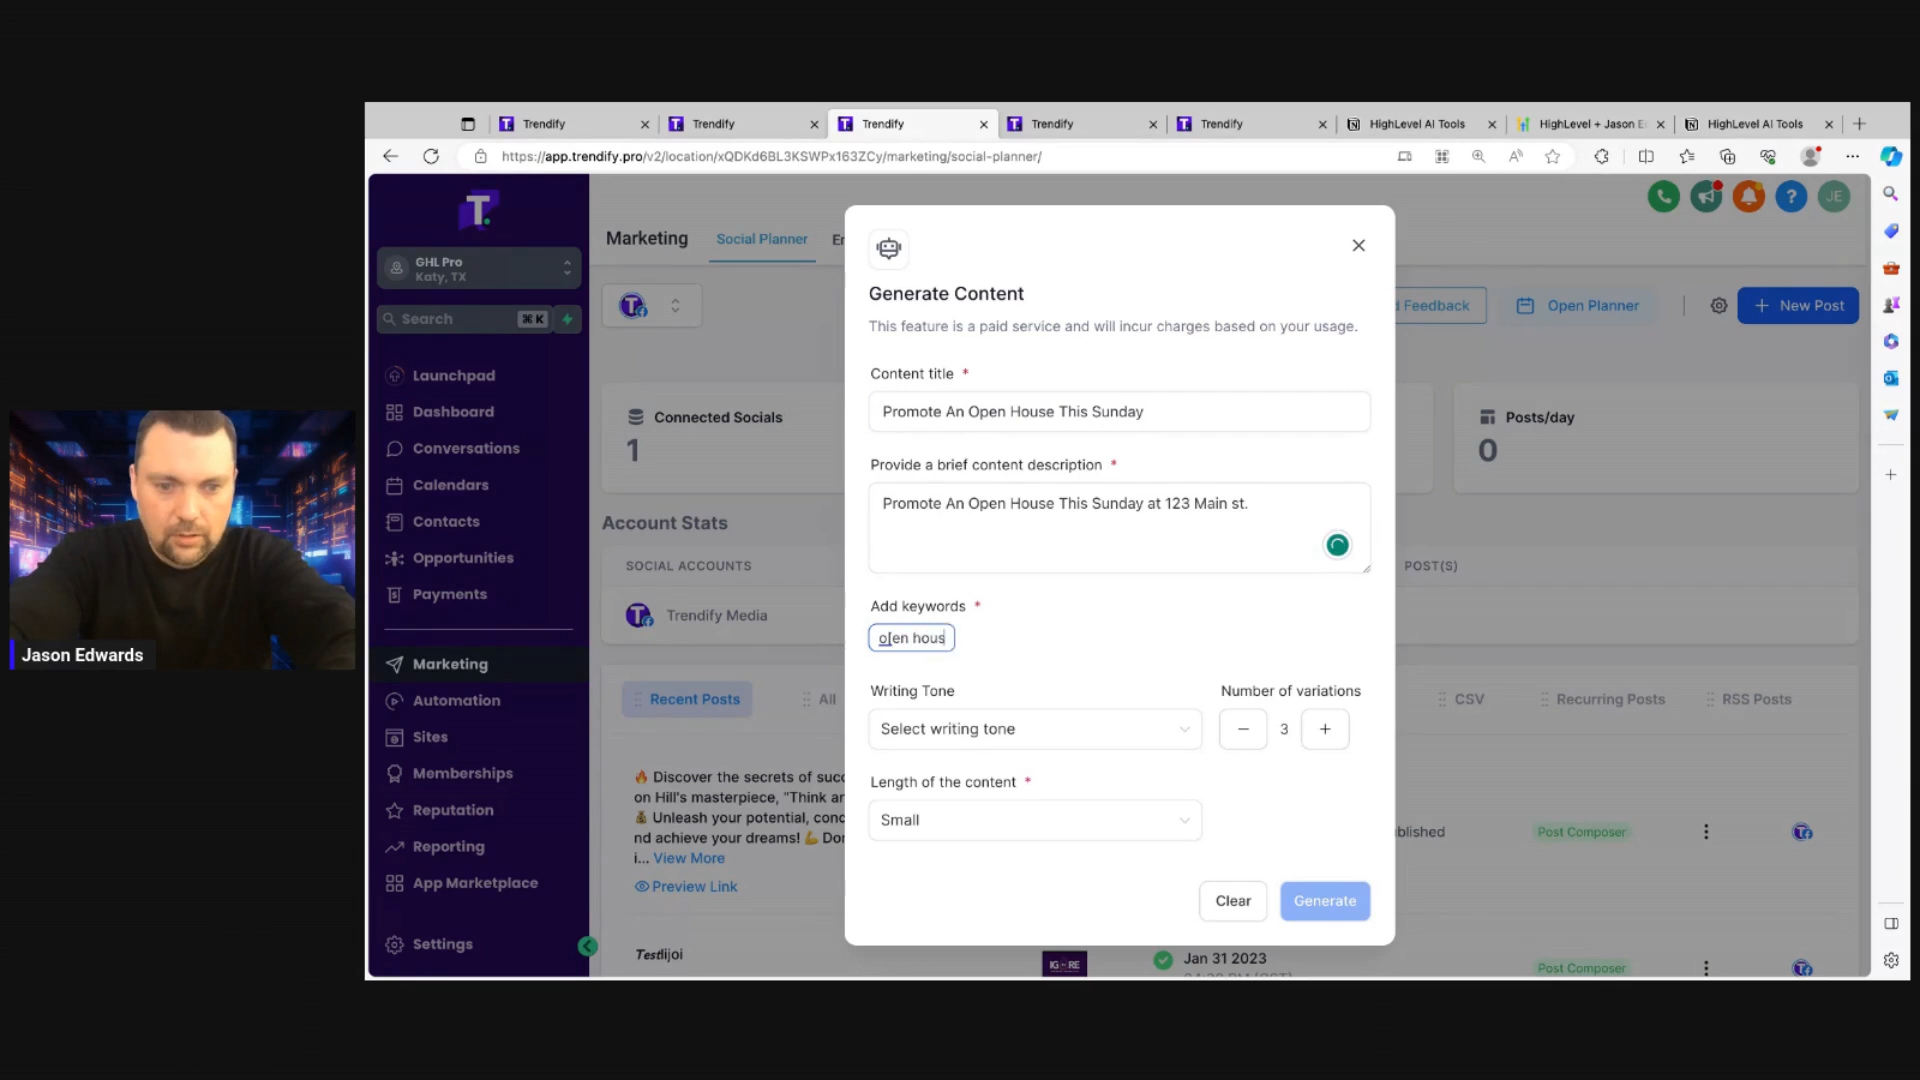 Trendify
Trendify
Trendify
Trendify
Trendify
HighLevel AI Tools
HighLevel + Jason E
HighLevel AI Tools
https://app.trendify.pro/v2/location/xQDKd6BL3KSWPx163ZCy/marketing/social-planner/
T.
GHL Pro
Katy, TX
Search
⌘ K
Launchpad
Dashboard
Conversations
Calendars
Contacts
Opportunities
Payments
Marketing
Automation
Sites
Memberships
Reputation
Reporting
App Marketplace
Settings
Jason Edwards
Marketing
Social Planner
JE
d Feedback
Open Planner
New Post
Connected Socials
1
Posts/day
0
Account Stats
SOCIAL ACCOUNTS
POST(S)
Trendify Media
Recent Posts
All
CSV
Recurring Posts
RSS Posts
🔥 Discover the secrets of succ
on Hill's masterpiece, "Think ar
💰 Unleash your potential, conc
nd achieve your dreams! 💪 Dor
i... View More
Preview Link
blished
Post Composer
Testlijoi
Jan 31 2023
Post Composer
Generate Content
This feature is a paid service and will incur charges based on your usage.
Content title *
Promote An Open House This Sunday
Provide a brief content description *
Promote An Open House This Sunday at 123 Main st.
Add keywords *
open hous
Writing Tone
Select writing tone
Number of variations
3
Length of the content *
Small
Clear
Generate